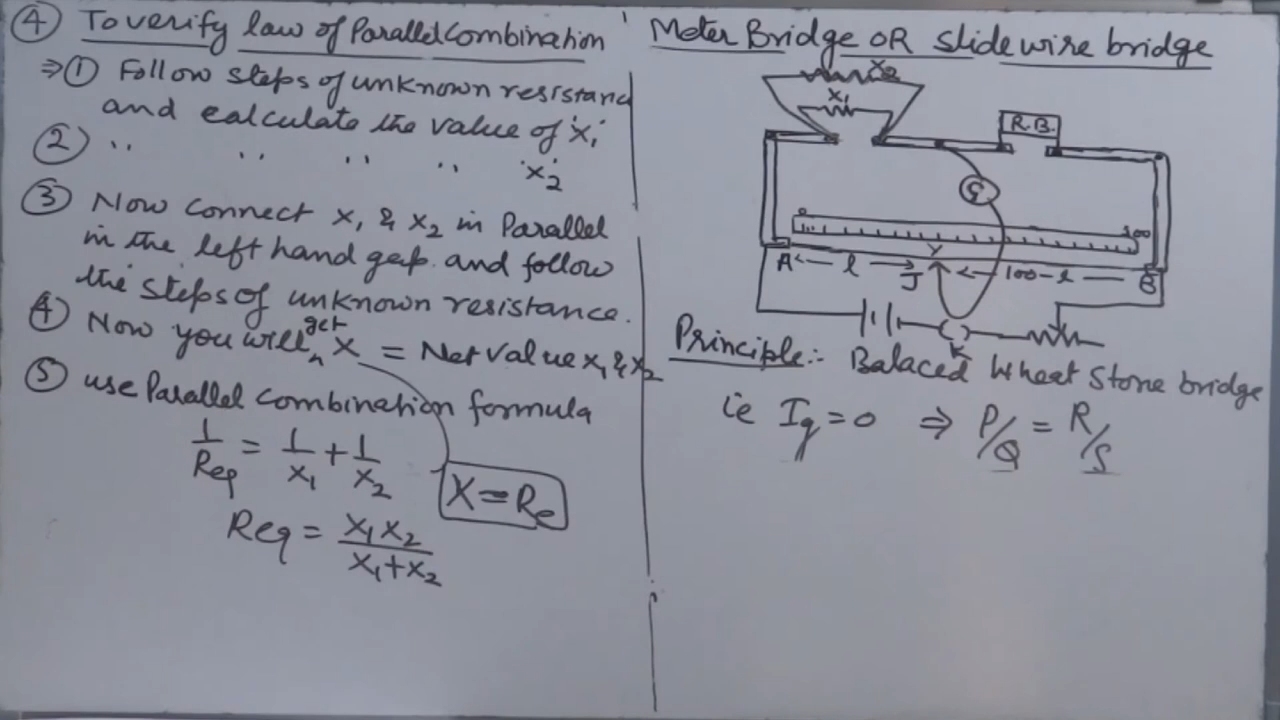 ④ To verify law of Parallel Combination
⇒ ① Follow steps of unknown resistanc
and calculate the value of 'x₁'
② " " " " 'x₂'
③ Now connect x₁ & x₂ in Parallel
in the left hand gap. and follow
the steps of unknown resistance.
④ Now you will get X = Net Value x₁ & x₂
⑤ use Parallel combination formula
1/Req = 1/x₁ + 1/x₂
X = Re
Req = x₁x₂/x₁+x₂
Meter Bridge OR slide wire bridge
X₂
X₁
R.B.
G
0
100
A ← l → J ← 100-l — B
K
Principle:- Balaced Wheat Stone bridge
ie Ig = 0 ⇒ P/Q = R/S